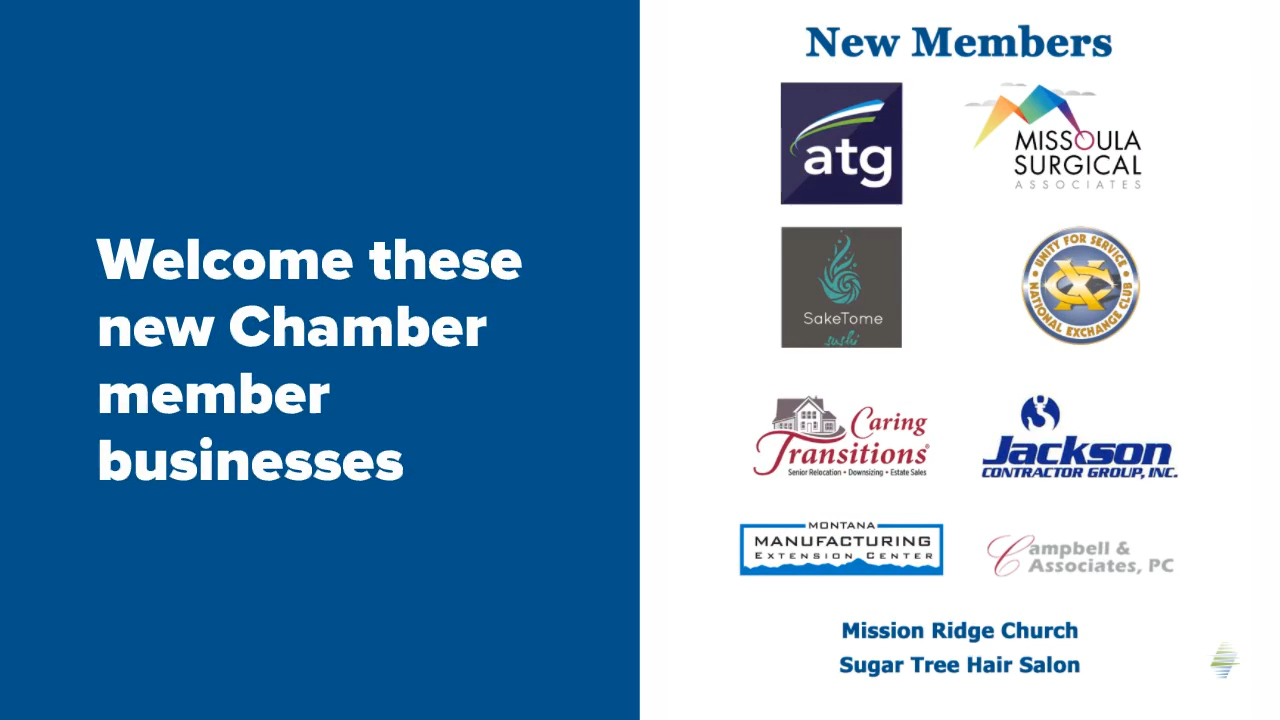 Welcome these
new Chamber
member
businesses
New Members
atg
MISSOULA
SURGICAL
ASSOCIATES
SakeTome
sushi
UNITY FOR SERVICE
NATIONAL EXCHANGE CLUB
Caring
Transitions®
Senior Relocation • Downsizing • Estate Sales
Jackson
CONTRACTOR GROUP, INC.
MONTANA
MANUFACTURING
EXTENSION CENTER
Campbell &
Associates, PC
Mission Ridge Church
Sugar Tree Hair Salon